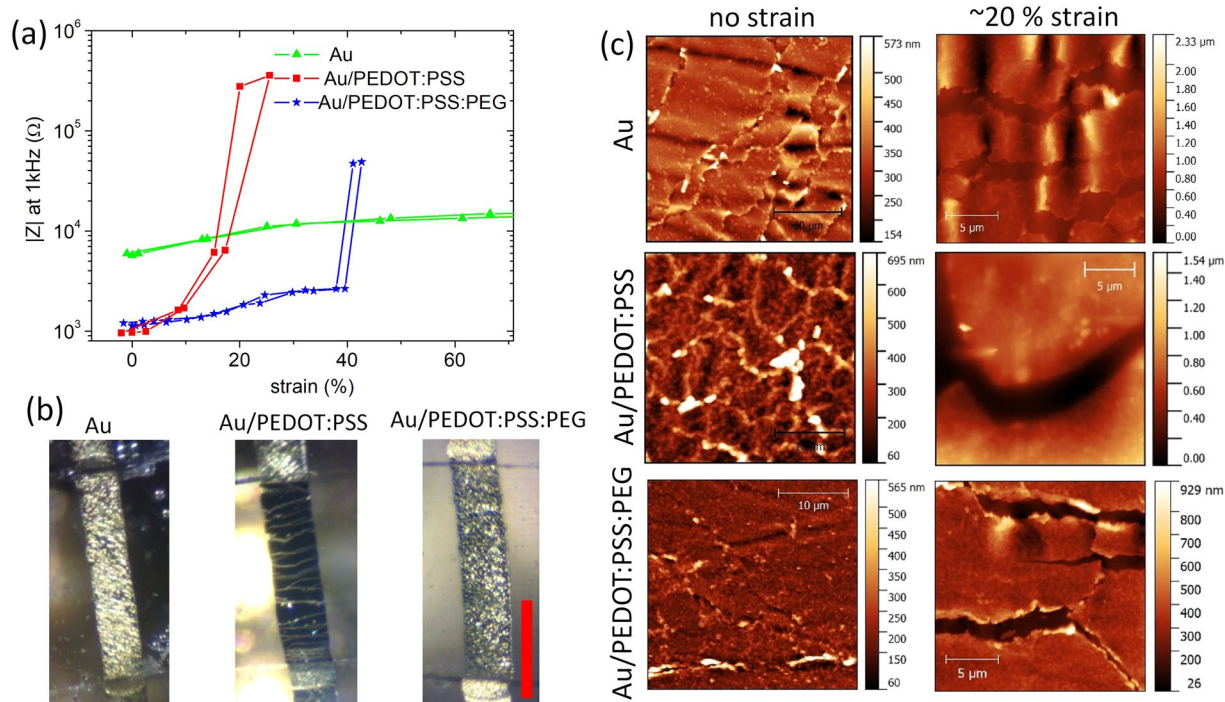 (a)
10^6
10^5
10^4
10^3
|Z| at 1kHz (Ω)
Au
Au/PEDOT:PSS
Au/PEDOT:PSS:PEG
0
20
40
60
strain (%)
(b)
Au
Au/PEDOT:PSS
Au/PEDOT:PSS:PEG
(c)
no strain
~20 % strain
Au
573 nm
500
450
400
350
300
250
154
5 µm
2.33 µm
2.00
1.80
1.60
1.40
1.20
1.00
0.80
0.60
0.40
0.00
Au/PEDOT:PSS
695 nm
600
500
400
300
200
60
5 µm
1.54 µm
1.20
1.00
0.80
0.60
0.40
0.00
Au/PEDOT:PSS:PEG
10 µm
565 nm
500
450
400
350
300
250
200
150
60
5 µm
929 nm
800
700
600
500
400
300
200
26